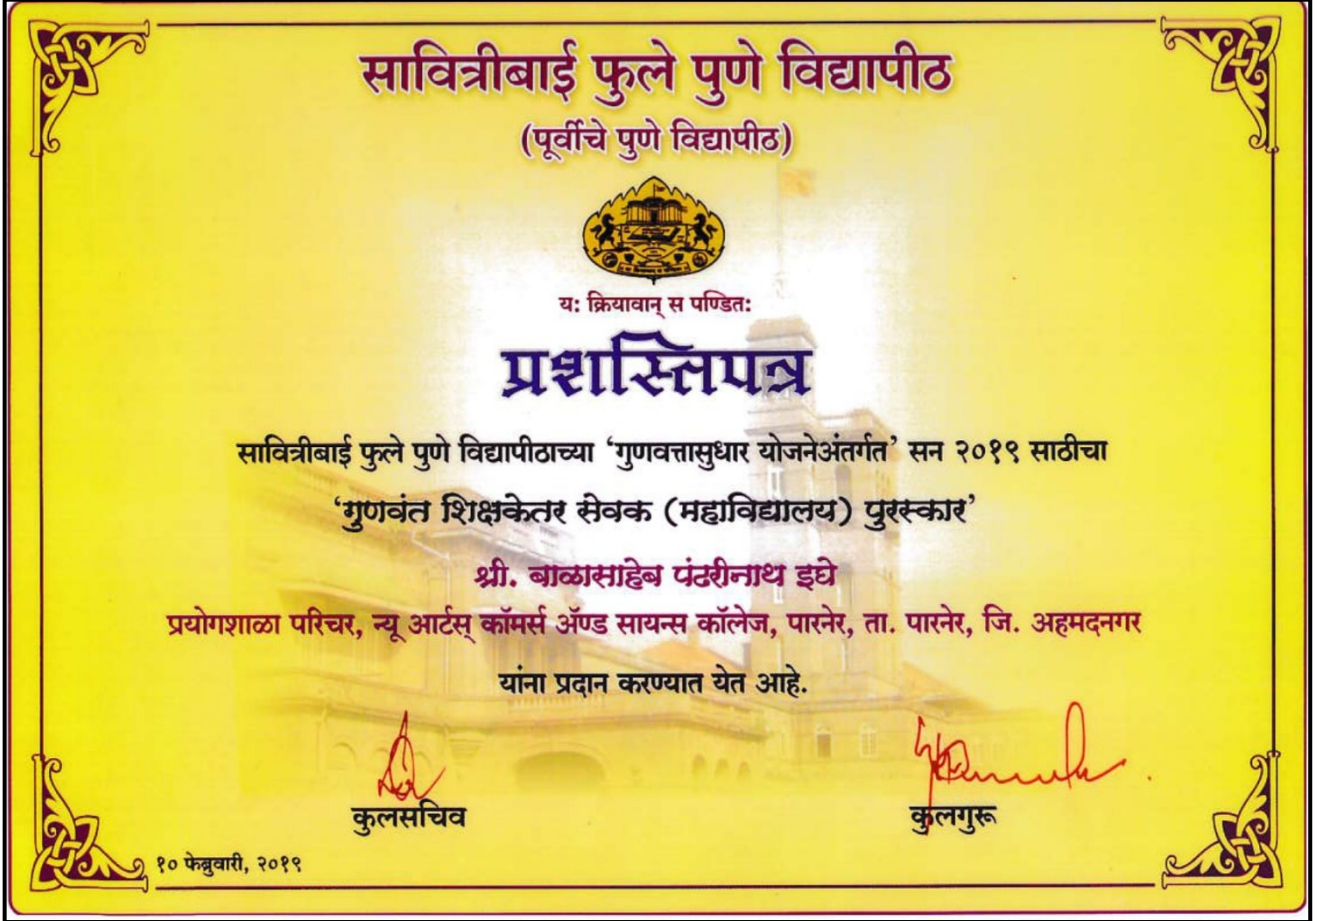 सावित्रीबाई फुले पुणे विद्यापीठ
(पूर्वीचे पुणे विद्यापीठ)
यः क्रियावान् स पण्डितः
प्रशस्तिपत्र
सावित्रीबाई फुले पुणे विद्यापीठाच्या ‘गुणवत्तासुधार योजनेअंतर्गत’ सन २०१९ साठीचा
‘गुणवंत शिक्षकेतर सेवक (महाविद्यालय) पुरस्कार’
श्री. बाळासाहेब पंढरीनाथ इघे
प्रयोगशाळा परिचर, न्यू आर्टस् कॉमर्स ॲण्ड सायन्स कॉलेज, पारनेर, ता. पारनेर, जि. अहमदनगर
यांना प्रदान करण्यात येत आहे.
कुलसचिव
कुलगुरू
१० फेब्रुवारी, २०१९